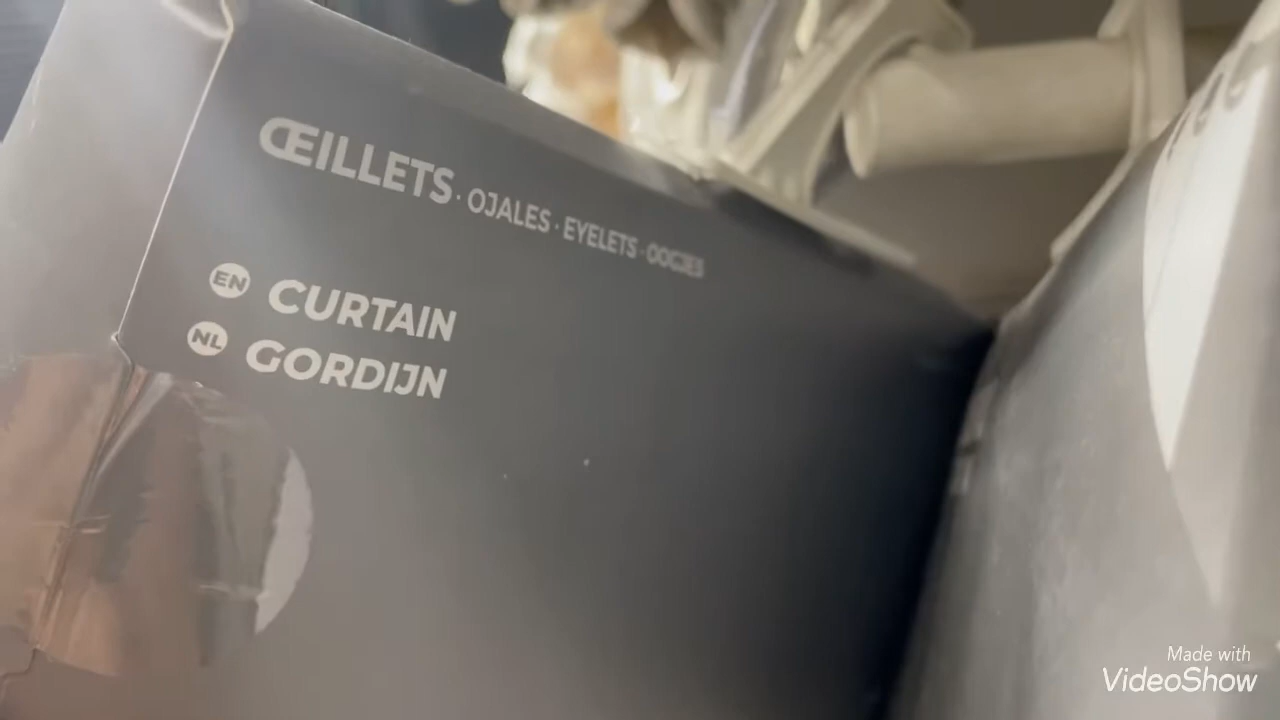 ŒILLETS · OJALES · EYELETS · OOGJES
EN CURTAIN
NL GORDIJN
Made with
VideoShow